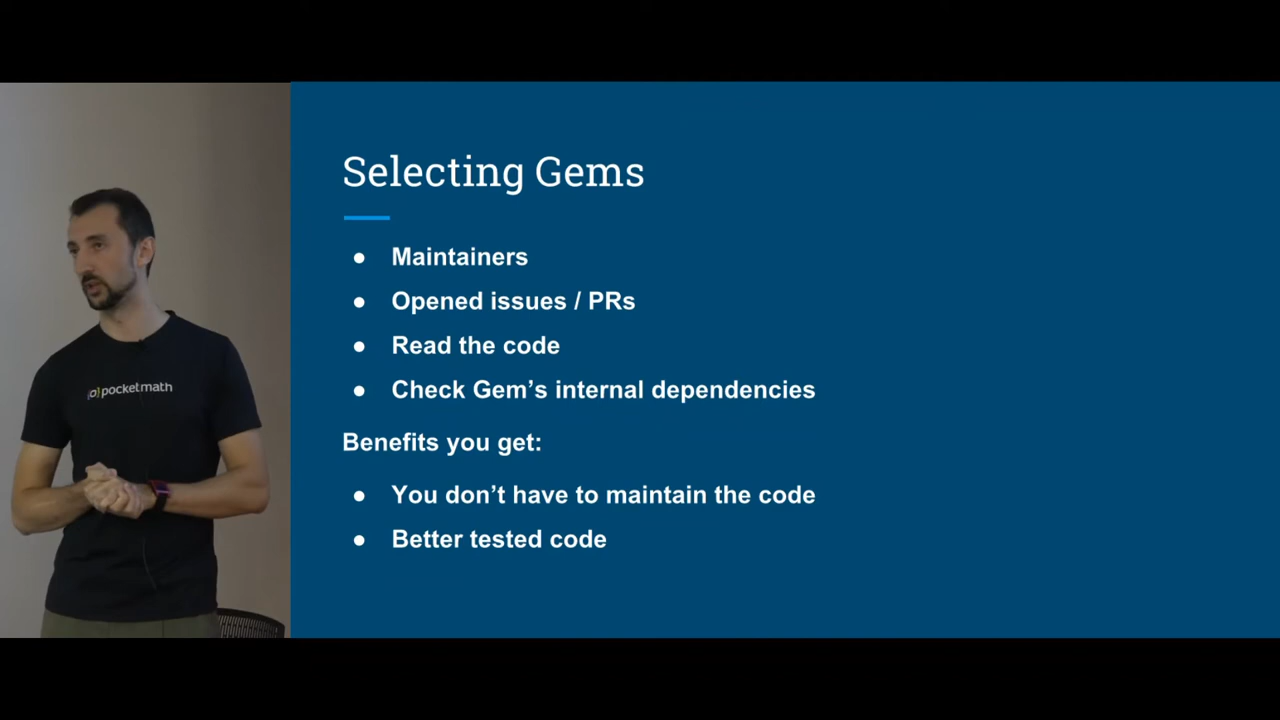 Selecting Gems
● Maintainers
● Opened issues / PRs
● Read the code
● Check Gem’s internal dependencies
Benefits you get:
● You don’t have to maintain the code
● Better tested code
{o}pocketmath